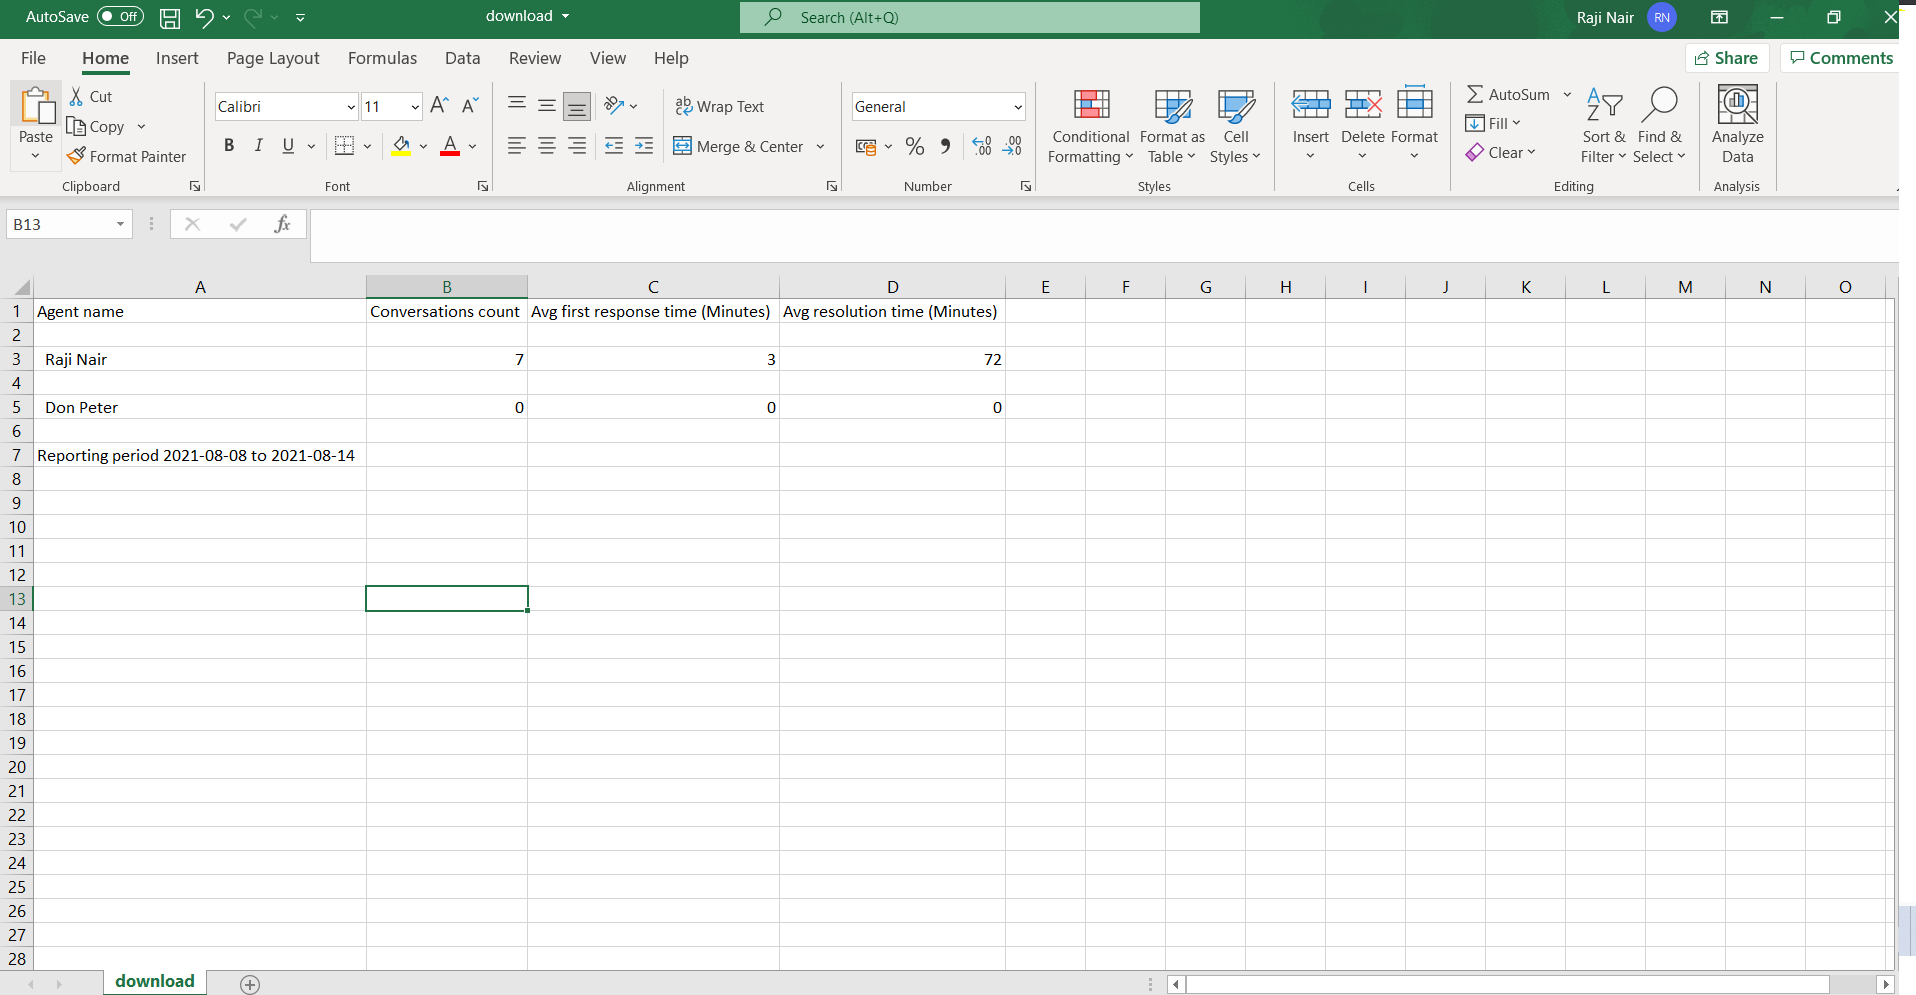 AutoSave Off download Search (Alt+Q) Raji Nair RN
File Home Insert Page Layout Formulas Data Review View Help Share Comments
Paste
Cut
Copy
Format Painter
Clipboard
Calibri 11 A A
B I U A
Font
ab Wrap Text
Merge & Center
Alignment
General
% 9 .00 .00
Number
Conditional Formatting
Format as Table
Cell Styles
Styles
Insert Delete Format
Cells
AutoSum
Fill
Clear
Sort & Filter
Find & Select
Editing
Analyze Data
Analysis
B13 fx
A B C D E F G H I J K L M N O
1 Agent name Conversations count Avg first response time (Minutes) Avg resolution time (Minutes)
2
3 Raji Nair 7 3 72
4
5 Don Peter 0 0 0
6
7 Reporting period 2021-08-08 to 2021-08-14
8
9
10
11
12
13
14
15
16
17
18
19
20
21
22
23
24
25
26
27
28
download